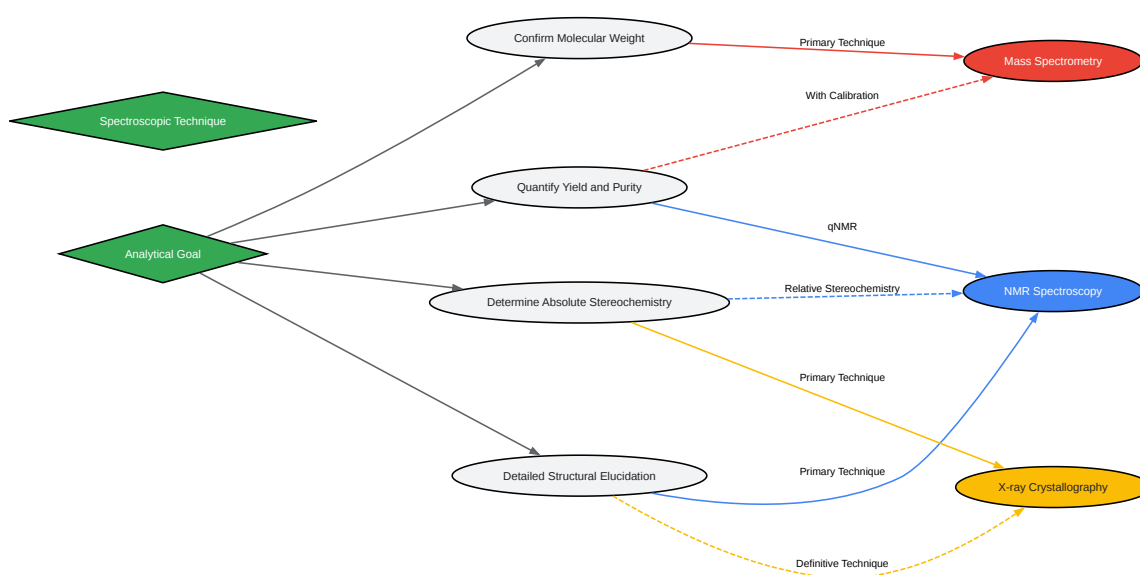 Confirm Molecular Weight
Primary Technique
Mass Spectrometry
With Calibration
Spectroscopic Technique
Quantify Yield and Purity
qNMR
Analytical Goal
Determine Absolute Stereochemistry
Relative Stereochemistry
NMR Spectroscopy
Primary Technique
Primary Technique
Detailed Structural Elucidation
X-ray Crystallography
Definitive Technique